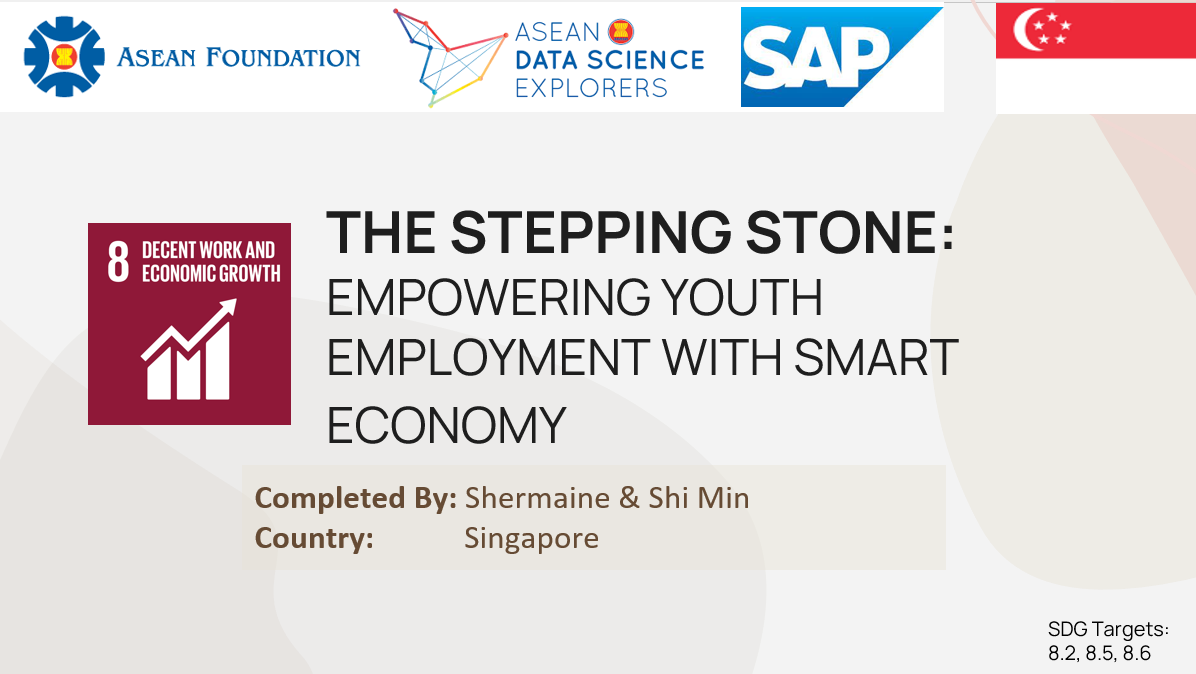 ASEAN FOUNDATION
ASEAN
DATA SCIENCE
EXPLORERS
SAP
8 DECENT WORK AND
ECONOMIC GROWTH
THE STEPPING STONE:
EMPOWERING YOUTH
EMPLOYMENT WITH SMART
ECONOMY
Completed By: Shermaine & Shi Min
Country: Singapore
SDG Targets:
8.2, 8.5, 8.6